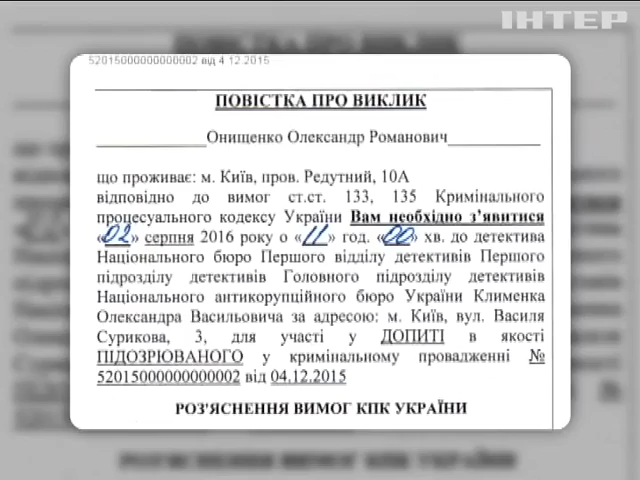 ІНТЕР
52015000000000002 від 4 12.2015
ПОВІСТКА ПРО ВИКЛИК
Онищенко Олександр Романович
що проживає: м. Київ, пров. Редутний, 10А
відповідно до вимог ст.ст. 133, 135 Кримінального
процесуального кодексу України Вам необхідно з’явитися
«02» серпня 2016 року о «11» год. «00» хв. до детектива
Національного бюро Першого відділу детективів Першого
підрозділу детективів Головного підрозділу детективів
Національного антикорупційного бюро України Клименка
Олександра Васильовича за адресою: м. Київ, вул. Василя
Сурикова, 3, для участі у ДОПИТІ в якості
ПІДОЗРЮВАНОГО у кримінальному провадженні №
52015000000000002 від 04.12.2015
РОЗ'ЯСНЕННЯ ВИМОГ КПК УКРАЇНИ